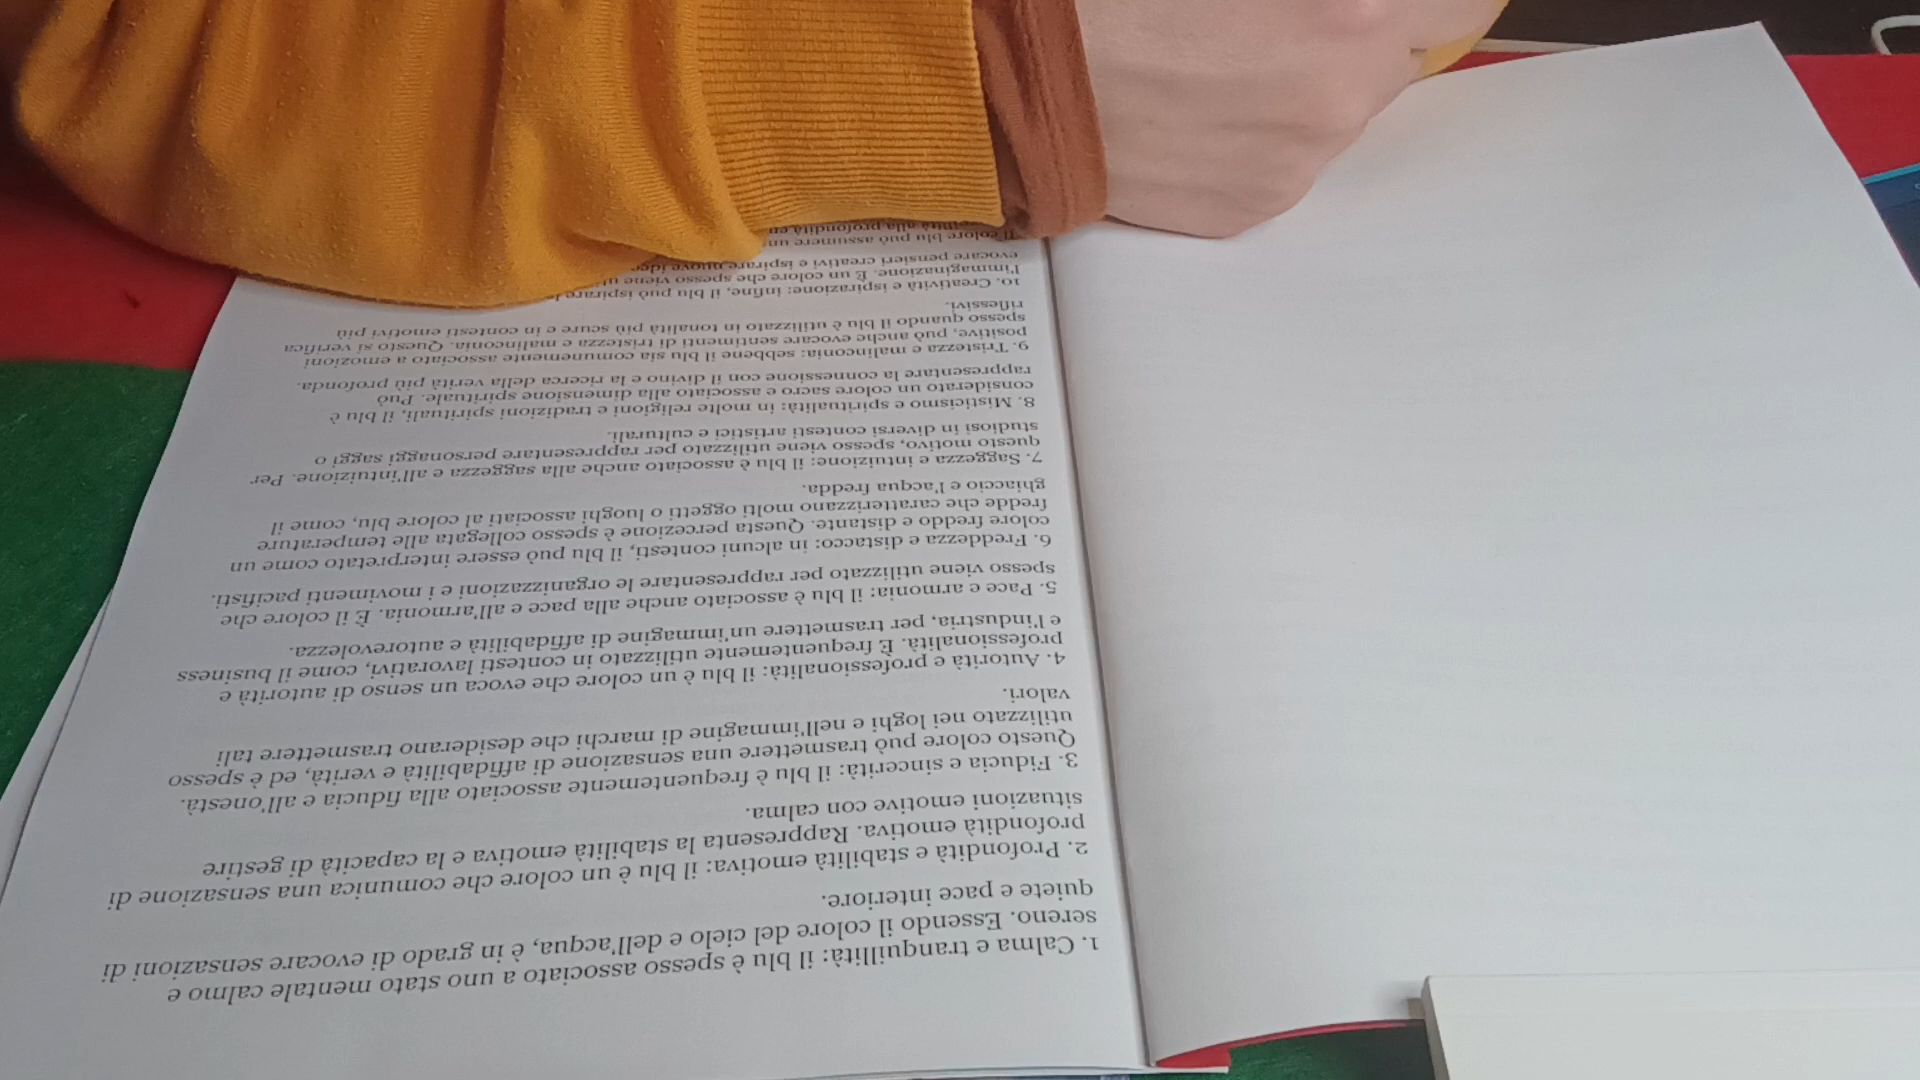 1. Calma e tranquillità: il blu è spesso associato a uno stato mentale calmo e
sereno. Essendo il colore del cielo e dell'acqua, è in grado di evocare sensazioni di
quiete e pace interiore.
2. Profondità e stabilità emotiva: il blu è un colore che comunica una sensazione di
profondità emotiva. Rappresenta la stabilità emotiva e la capacità di gestire
situazioni emotive con calma.
3. Fiducia e sincerità: il blu è frequentemente associato alla fiducia e all'onestà.
Questo colore può trasmettere una sensazione di affidabilità e verità, ed è spesso
utilizzato nei loghi e nell'immagine di marchi che desiderano trasmettere tali
valori.
4. Autorità e professionalità: il blu è un colore che evoca un senso di autorità e
professionalità. È frequentemente utilizzato in contesti lavorativi, come il business
e l'industria, per trasmettere un'immagine di affidabilità e autorevolezza.
5. Pace e armonia: il blu è associato anche alla pace e all'armonia. È il colore che
spesso viene utilizzato per rappresentare le organizzazioni e i movimenti pacifisti.
6. Freddezza e distacco: in alcuni contesti, il blu può essere interpretato come un
colore freddo e distante. Questa percezione è spesso collegata alle temperature
fredde che caratterizzano molti oggetti o luoghi associati al colore blu, come il
ghiaccio e l'acqua fredda.
7. Saggezza e intuizione: il blu è associato anche alla saggezza e all'intuizione. Per
questo motivo, spesso viene utilizzato per rappresentare personaggi saggi o
studiosi in diversi contesti artistici e culturali.
8. Misticismo e spiritualità: in molte religioni e tradizioni spirituali, il blu è
considerato un colore sacro e associato alla dimensione spirituale. Può
rappresentare la connessione con il divino e la ricerca della verità più profonda.
9. Tristezza e malinconia: sebbene il blu sia comunemente associato a emozioni
positive, può anche evocare sentimenti di tristezza e malinconia. Questo si verifica
spesso quando il blu è utilizzato in tonalità più scure e in contesti emotivi più
riflessivi.
10. Creatività e ispirazione: infine, il blu può ispirare
l'immaginazione. È un colore che spesso viene
evocare pensieri creativi e ispirare nuove idee
Il colore blu può assumere
alla profondità